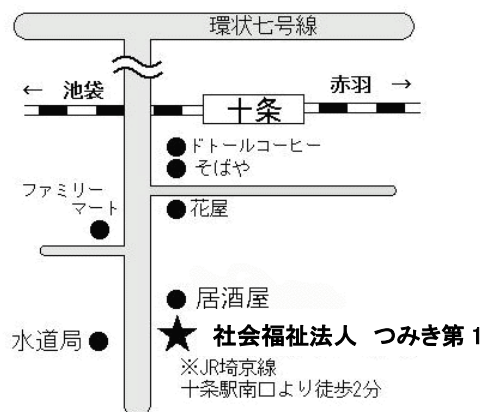 環状七号線
← 池袋
赤羽 →
十条
ドトールコーヒー
そばや
ファミリー
マート
花屋
居酒屋
水道局
社会福祉法人 つみき第1
※JR埼京線
十条駅南口より徒歩2分